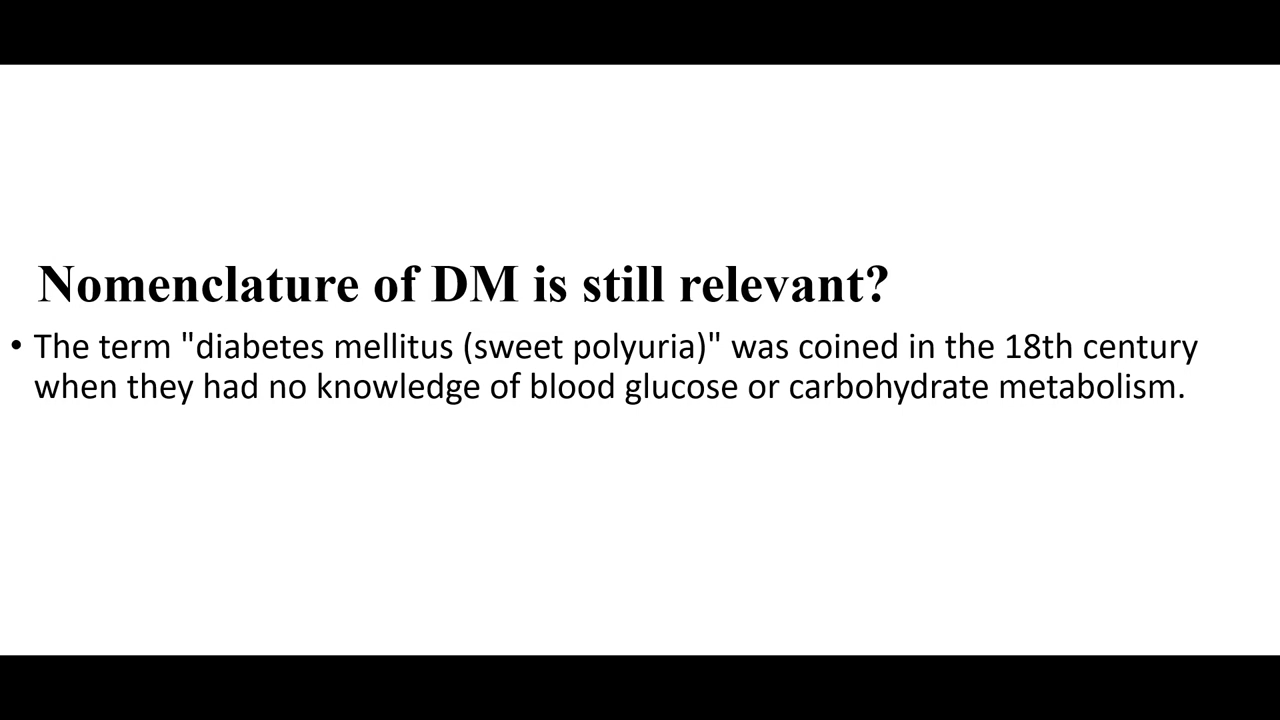 Nomenclature of DM is still relevant?
• The term "diabetes mellitus (sweet polyuria)" was coined in the 18th century
when they had no knowledge of blood glucose or carbohydrate metabolism.